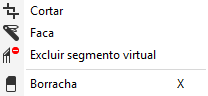 Cortar
Faca
Excluir segmento virtual
Borracha X